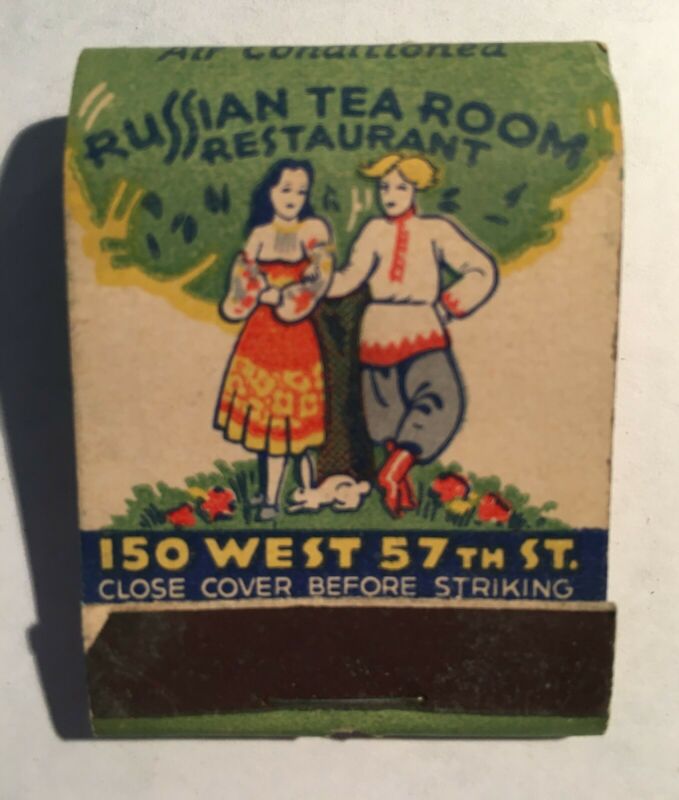 Air Conditioned
RUSSIAN TEA ROOM
RESTAURANT
150 WEST 57TH ST.
CLOSE COVER BEFORE STRIKING